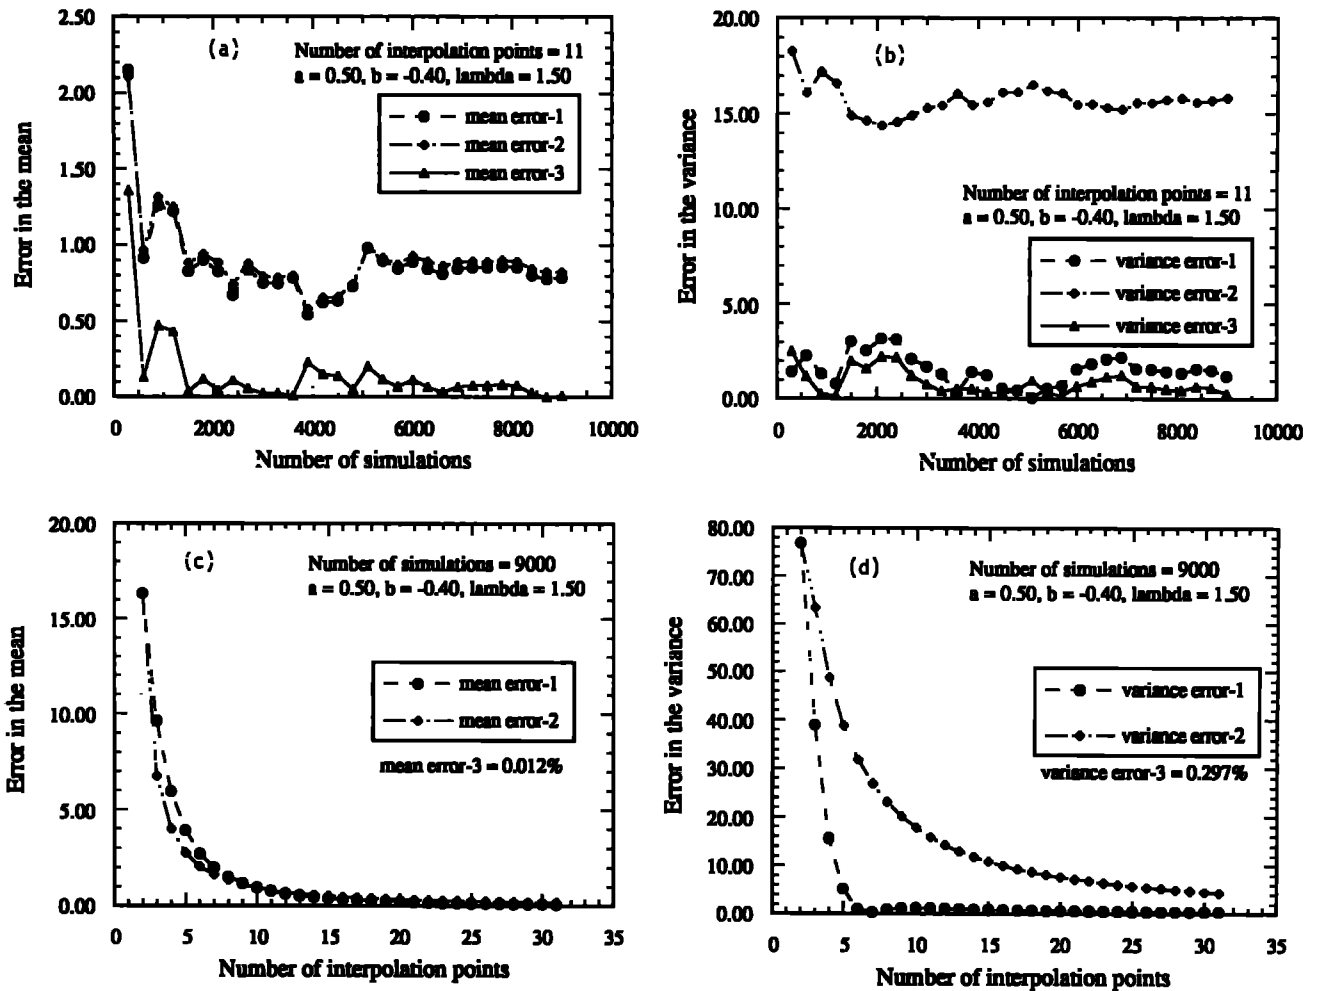 (a)
Number of interpolation points = 11
a = 0.50, b = -0.40, lambda = 1.50
mean error-1
mean error-2
mean error-3
Error in the mean
2.50
2.00
1.50
1.00
0.50
0.00
0 2000 4000 6000 8000 10000
Number of simulations
(b)
Number of interpolation points = 11
a = 0.50, b = -0.40, lambda = 1.50
variance error-1
variance error-2
variance error-3
Error in the variance
20.00
15.00
10.00
5.00
0.00
0 2000 4000 6000 8000 10000
Number of simulations
(c)
Number of simulations = 9000
a = 0.50, b = -0.40, lambda = 1.50
mean error-1
mean error-2
mean error-3 = 0.012%
Error in the mean
20.00
15.00
10.00
5.00
0.00
0 5 10 15 20 25 30 35
Number of interpolation points
(d)
Number of simulations = 9000
a = 0.50, b = -0.40, lambda = 1.50
variance error-1
variance error-2
variance error-3 = 0.297%
Error in the variance
80.00
70.00
60.00
50.00
40.00
30.00
20.00
10.00
0.00
0 5 10 15 20 25 30 35
Number of interpolation points